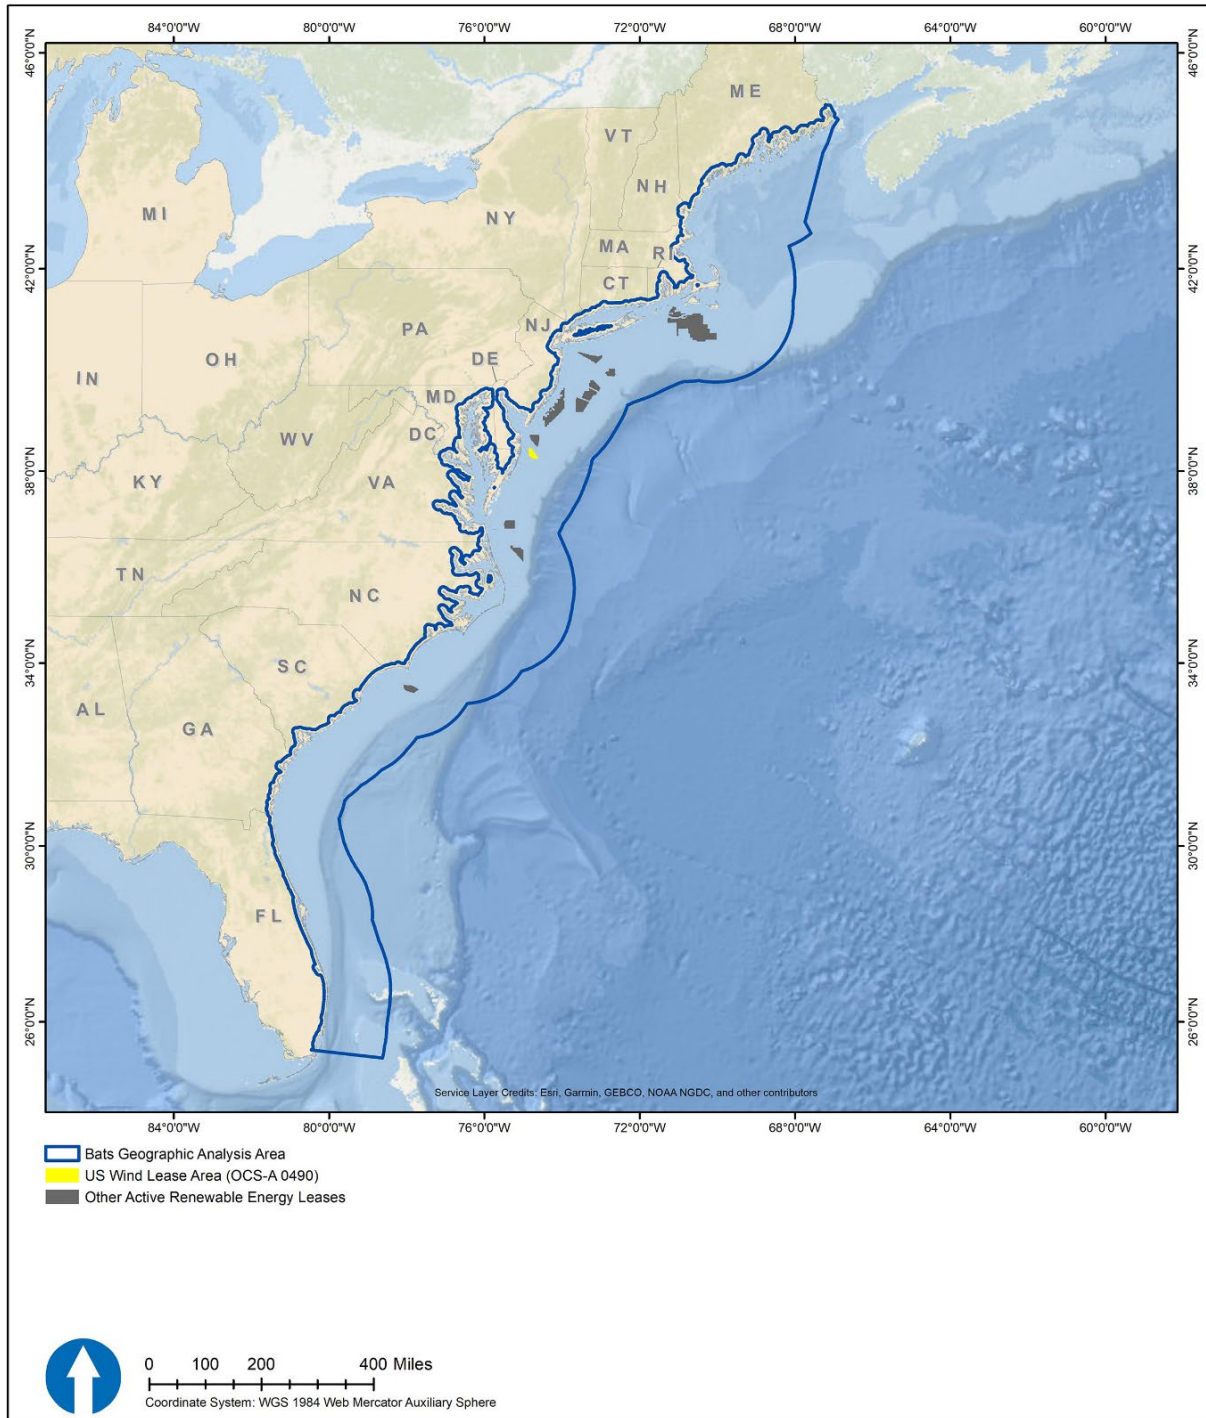 84°0'0"W 80°0'0"W 76°0'0"W 72°0'0"W 68°0'0"W 64°0'0"W 60°0'0"W
46°0'0"N 46°0'0"N
ME
VT
NH
MI
NY
MA RI
42°0'0"N 42°0'0"N
CT
PA NJ
OH DE
IN
MD
WV DC
38°0'0"N 38°0'0"N
KY VA
TN
NC
34°0'0"N 34°0'0"N
SC
AL
GA
30°0'0"N 30°0'0"N
FL
26°0'0"N 26°0'0"N
Service Layer Credits: Esri, Garmin, GEBCO, NOAA NGDC, and other contributors
84°0'0"W 80°0'0"W 76°0'0"W 72°0'0"W 68°0'0"W 64°0'0"W 60°0'0"W
Bats Geographic Analysis Area
US Wind Lease Area (OCS-A 0490)
Other Active Renewable Energy Leases
0 100 200 400 Miles
Coordinate System: WGS 1984 Web Mercator Auxiliary Sphere